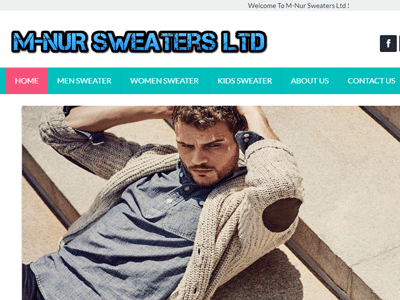 Welcome To M-Nur Sweaters Ltd !
M-NUR SWEATERS LTD
f
HOME MEN SWEATER WOMEN SWEATER KIDS SWEATER ABOUT US CONTACT US